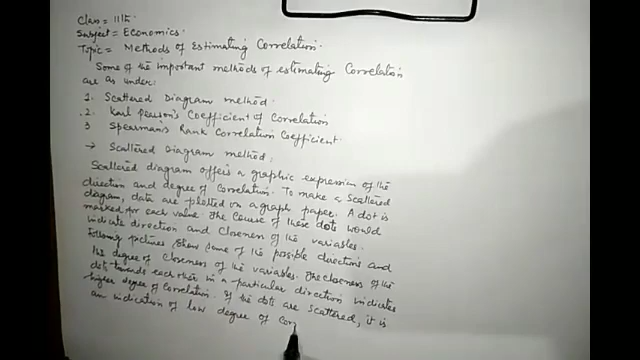 Class = 11th
Subject = Economics.
Topic = Methods of Estimating Correlation.
Some of the important methods of estimating Correlation
are as under:
1. Scattered Diagram method.
2. Karl Pearson's Coefficient of Correlation
3 Spearman's Rank Correlation Coefficient.
→ Scattered Diagram method:
Scattered diagram offers a graphic expression of the
direction and degree of Correlation. To make a Scattered
diagram, data are plotted on a graph paper. A dot is
marked for each value. The Course of these dots would
indicate direction and closeness of the variables.
Following pictures show some of the possible directions and
the degree of closeness of the variables. The closeness of the
dots towards each other in a particular direction indicates
higher degree of Correlation. If the dots are scattered, it is
an indication of low degree of Cor